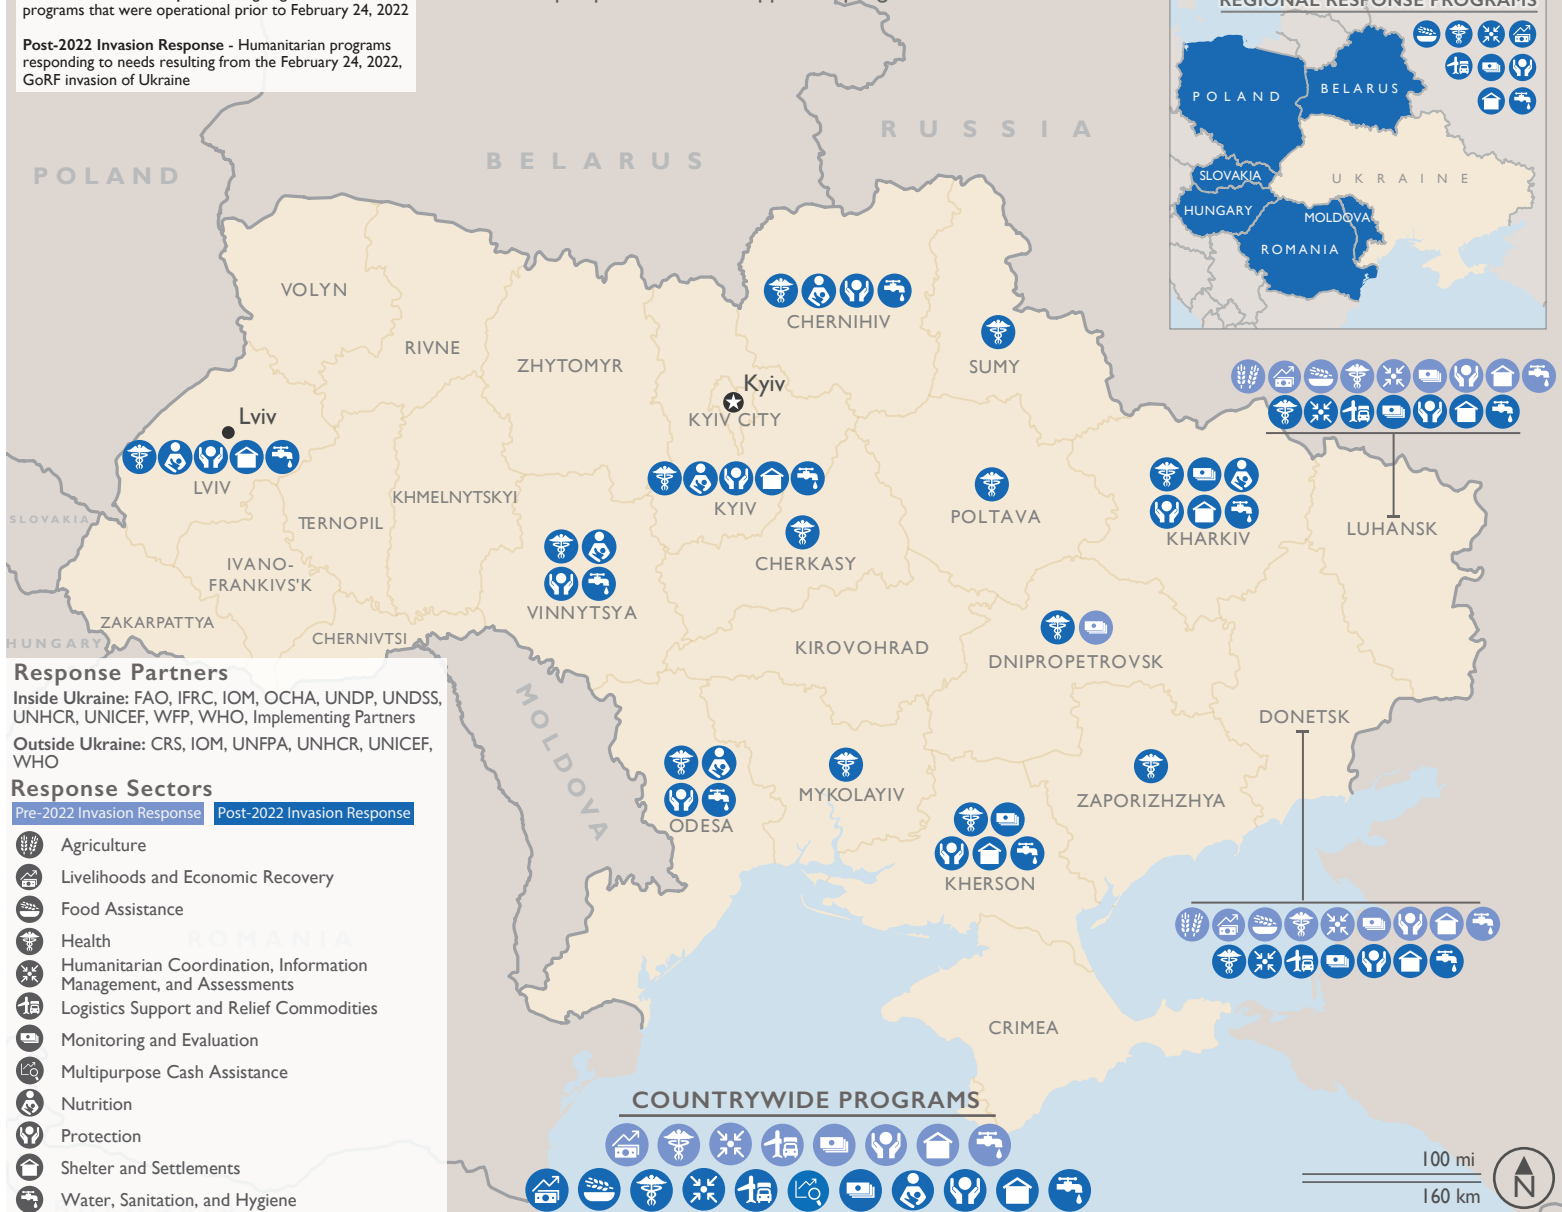 programs that were operational prior to February 24, 2022
Post-2022 Invasion Response - Humanitarian programs
responding to needs resulting from the February 24, 2022,
GoRF invasion of Ukraine
REGIONAL RESPONSE PROGRAMS
POLAND
BELARUS
SLOVAKIA
UKRAINE
HUNGARY
MOLDOVA
ROMANIA
RUSSIA
BELARUS
POLAND
VOLYN
RIVNE
ZHYTOMYR
CHERNIHIV
SUMY
Kyiv
KYIV CITY
Lviv
LVIV
KHMELNYTSKYI
TERNOPIL
KYIV
CHERKASY
POLTAVA
KHARKIV
LUHANSK
SLOVAKIA
IVANO-
FRANKIVS'K
VINNYTSYA
ZAKARPATTYA
CHERNIVTSI
HUNGARY
KIROVOHRAD
DNIPROPETROVSK
DONETSK
MOLDOVA
ODESA
MYKOLAYIV
ZAPORIZHZHYA
KHERSON
CRIMEA
Response Partners
Inside Ukraine: FAO, IFRC, IOM, OCHA, UNDP, UNDSS,
UNHCR, UNICEF, WFP, WHO, Implementing Partners
Outside Ukraine: CRS, IOM, UNFPA, UNHCR, UNICEF,
WHO
Response Sectors
Pre-2022 Invasion Response Post-2022 Invasion Response
Agriculture
Livelihoods and Economic Recovery
Food Assistance
Health
ROMANIA
Humanitarian Coordination, Information
Management, and Assessments
Logistics Support and Relief Commodities
Monitoring and Evaluation
Multipurpose Cash Assistance
Nutrition
Protection
Shelter and Settlements
Water, Sanitation, and Hygiene
COUNTRYWIDE PROGRAMS
100 mi
160 km
N